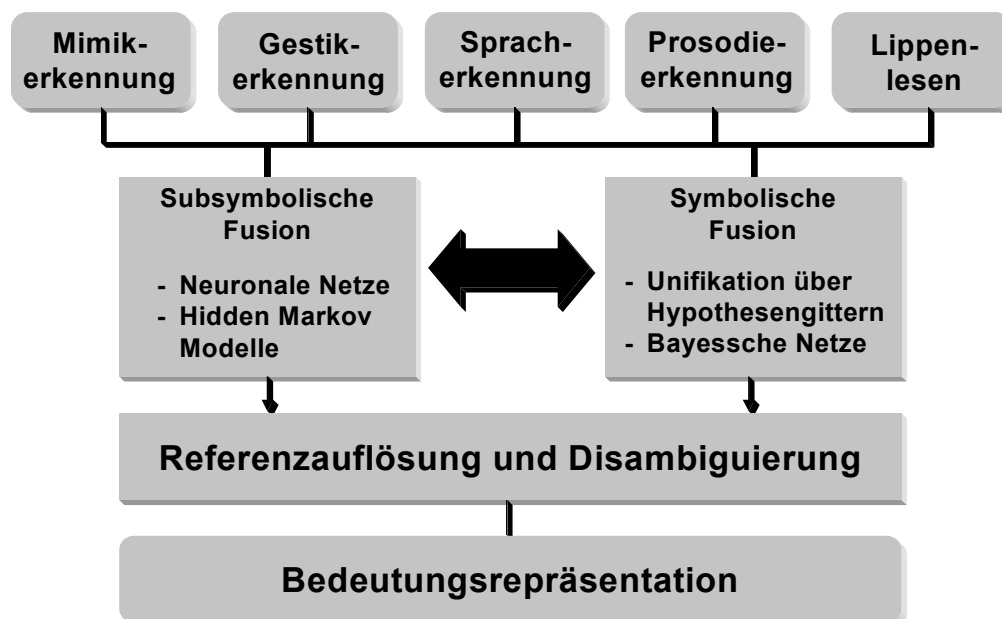 Mimik-
erkennung
Gestik-
erkennung
Sprach-
erkennung
Prosodie-
erkennung
Lippen-
lesen
Subsymbolische
Fusion
- Neuronale Netze
- Hidden Markov
Modelle
Symbolische
Fusion
- Unifikation über
Hypothesengittern
- Bayessche Netze
Referenzauflösung und Disambiguierung
Bedeutungsrepräsentation